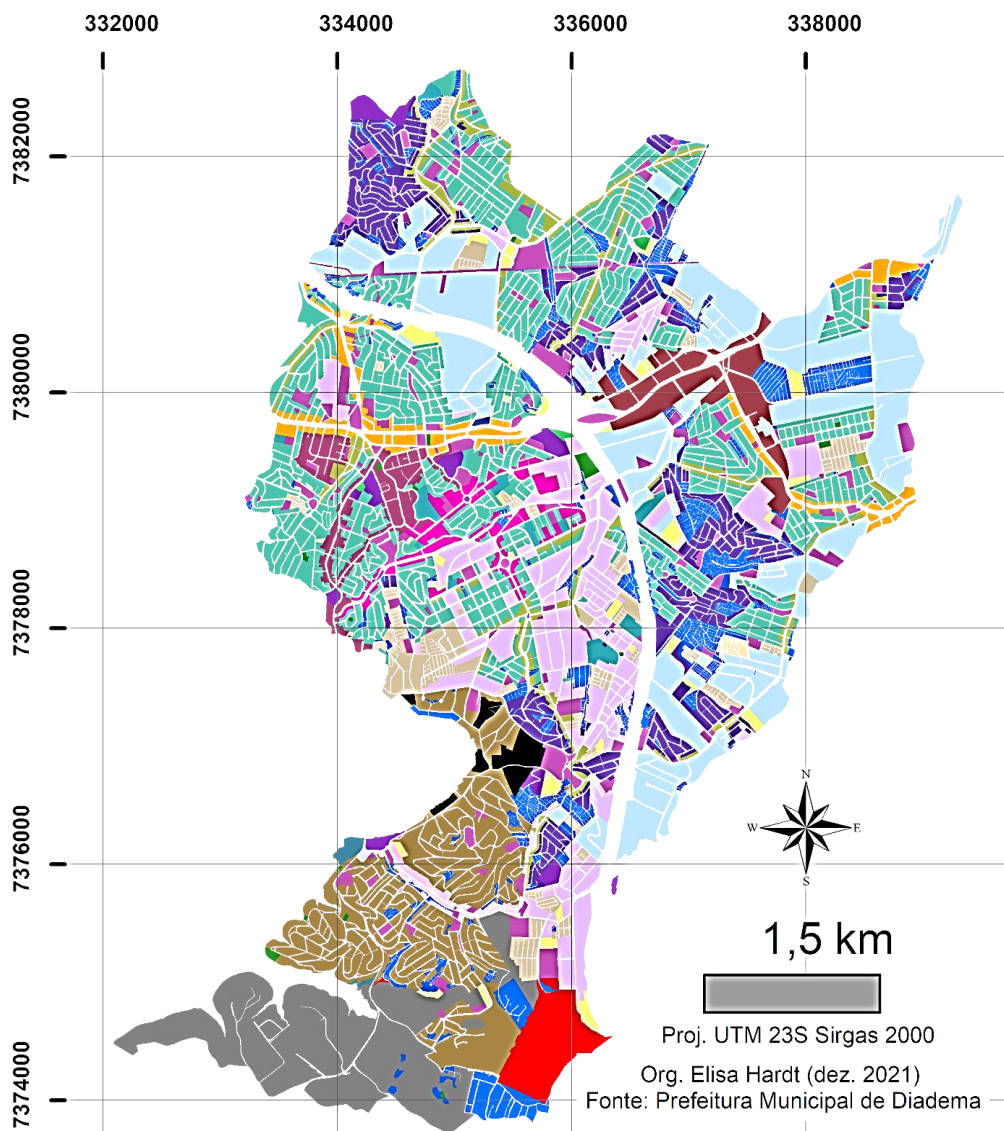 332000 334000 336000 338000
7382000
7380000
7378000
7376000
7374000
N
W E
S
1,5 km
Proj. UTM 23S Sirgas 2000
Org. Elisa Hardt (dez. 2021)
Fonte: Prefeitura Municipal de Diadema